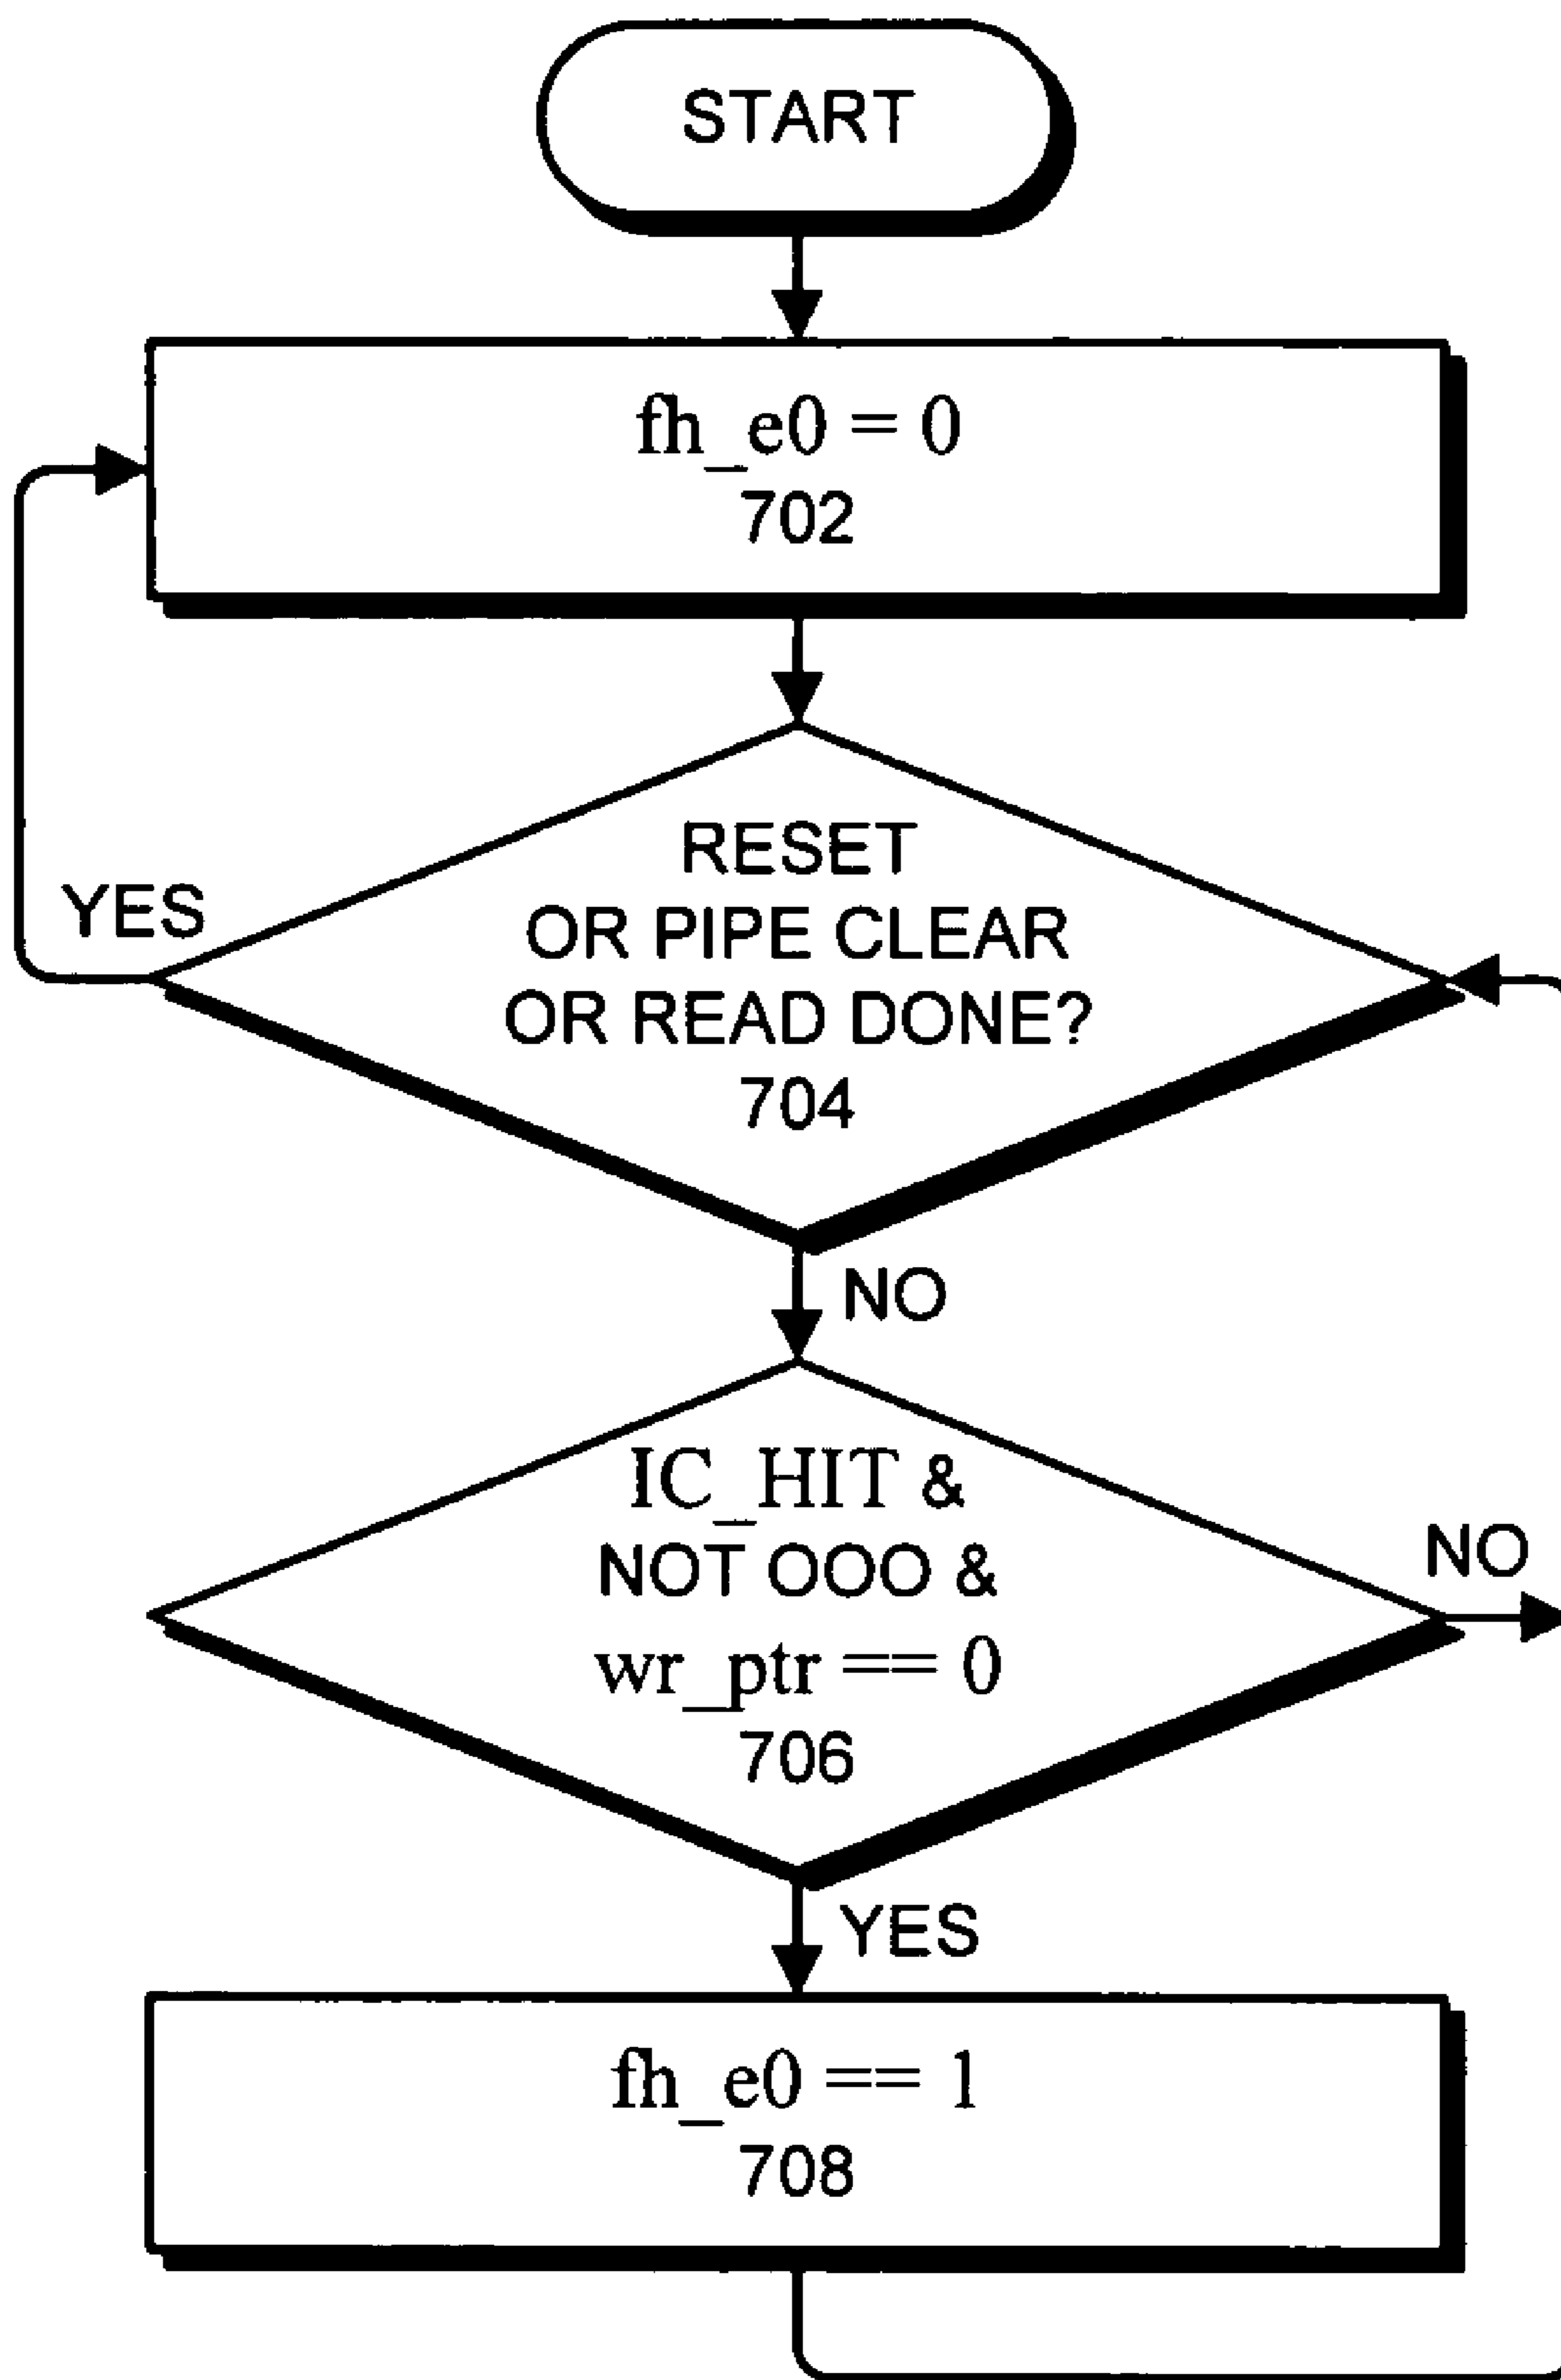 START
fh_e0 = 0
702
RESET
OR PIPE CLEAR
OR READ DONE?
704
YES
NO
IC_HIT &
NOT OOO &
wr_ptr == 0
706
NO
YES
fh_e0 == 1
708